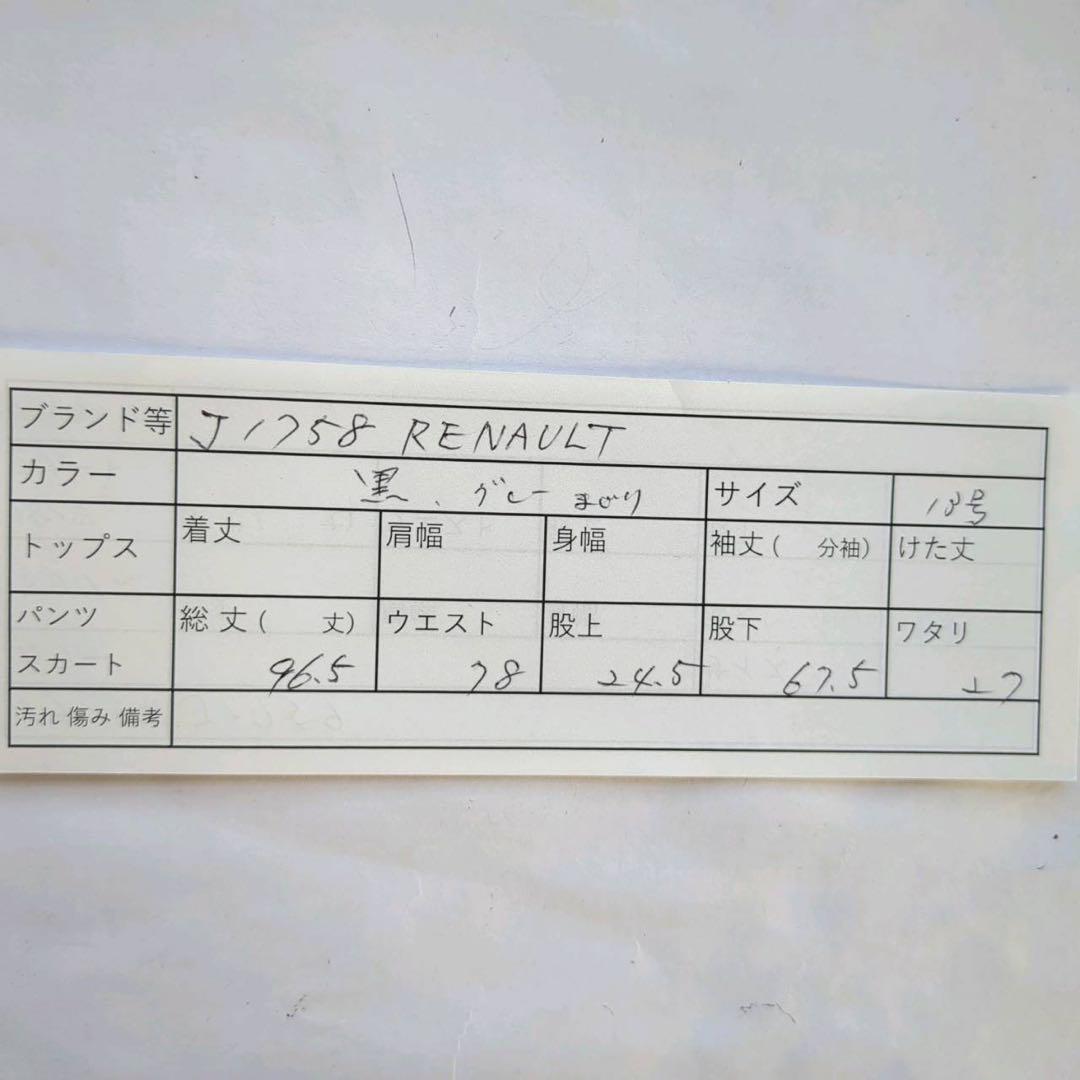 ブランド等 J1758 RENAULT
カラー 黒、グレーまじり サイズ 13号
トップス 着丈 肩幅 身幅 袖丈( 分袖) けた丈
パンツ 総丈( 丈) ウエスト 股上 股下 ワタリ
スカート 96.5 78 24.5 67.5 27
汚れ 傷み 備考